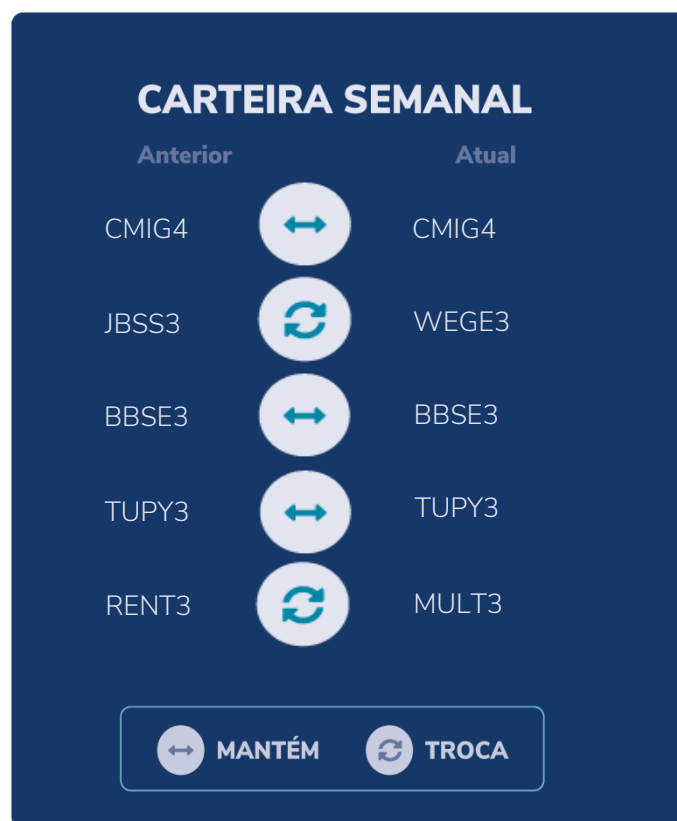 CARTEIRA SEMANAL
Anterior Atual
CMIG4 CMIG4
JBSS3 WEGE3
BBSE3 BBSE3
TUPY3 TUPY3
RENT3 MULT3
MANTÉM TROCA